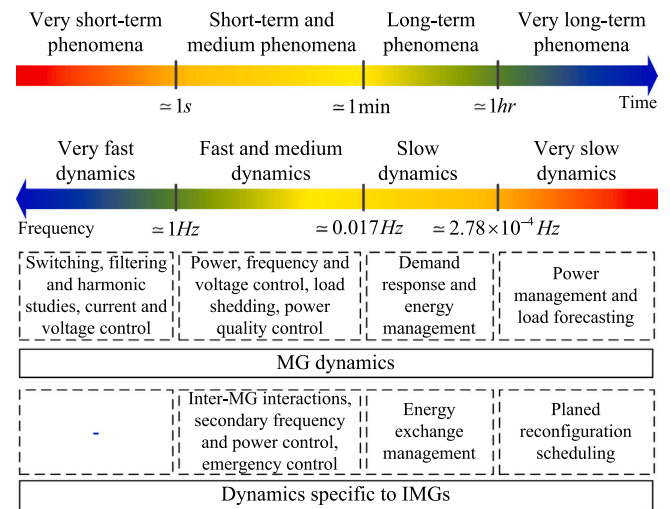 Very short-term
phenomena
Short-term and
medium phenomena
Long-term
phenomena
Very long-term
phenomena
≃1s
≃1min
≃1hr
Time
Very fast
dynamics
Fast and medium
dynamics
Slow
dynamics
Very slow
dynamics
Frequency
≃1Hz
≃0.017Hz
≃2.78×10⁻⁴ Hz
Switching, filtering
and harmonic
studies, current and
voltage control
Power, frequency and
voltage control, load
shedding, power
quality control
Demand
response and
energy
management
Power
management and
load forecasting
MG dynamics
-
Inter-MG interactions,
secondary frequency
and power control,
emergency control
Energy
exchange
management
Planed
reconfiguration
scheduling
Dynamics specific to IMGs